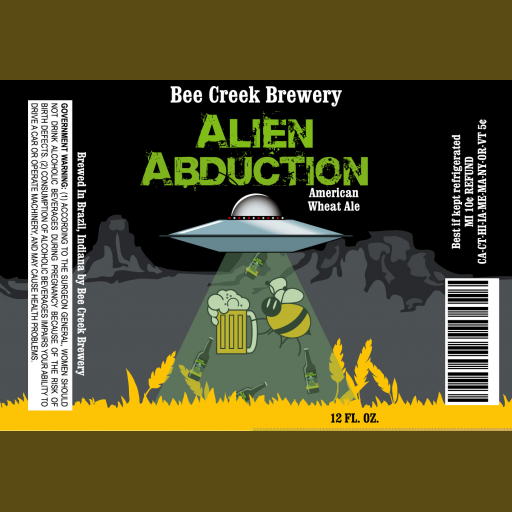 Bee Creek Brewery
ALIEN
ABDUCTION
American
Wheat Ale
12 FL. OZ.
Brewed in Brazil, Indiana by Bee Creek Brewery
GOVERNMENT WARNING: (1) ACCORDING TO THE SURGEON GENERAL, WOMEN SHOULD
NOT DRINK ALCOHOLIC BEVERAGES DURING PREGNANCY BECAUSE OF THE RISK OF
BIRTH DEFECTS. (2) CONSUMPTION OF ALCOHOLIC BEVERAGES IMPAIRS YOUR ABILITY TO
DRIVE A CAR OR OPERATE MACHINERY, AND MAY CAUSE HEALTH PROBLEMS.
Best if kept refrigerated
MI 10¢ REFUND
CA-CT-HI-IA-ME-MA-NY-OR-VT 5¢